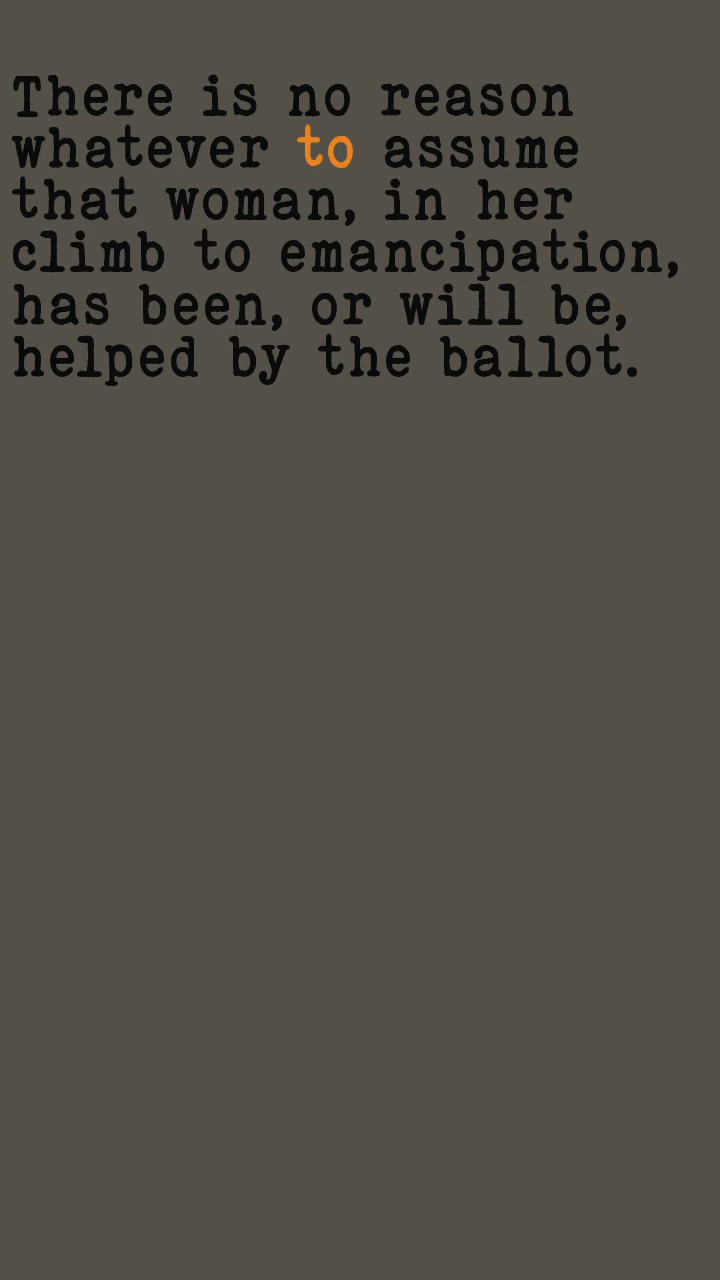 There is no reason
whatever to assume
that woman, in her
climb to emancipation,
has been, or will be,
helped by the ballot.